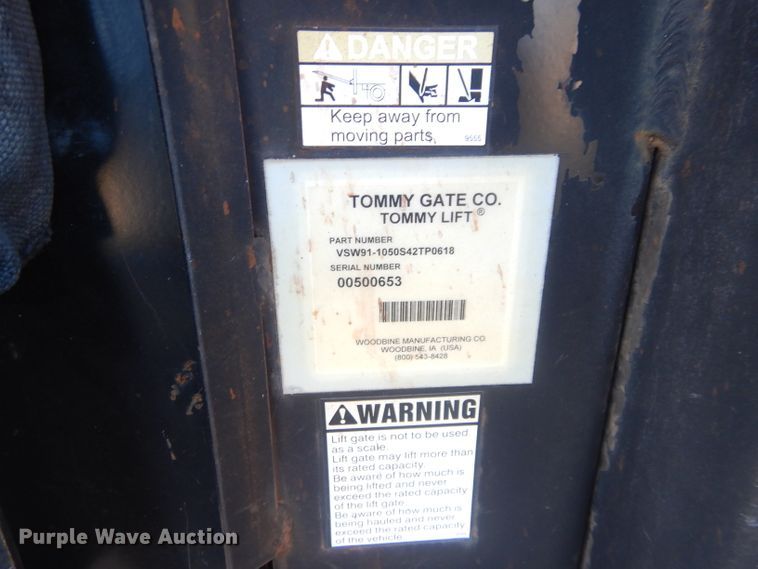 DANGER
Keep away from
moving parts
9555
TOMMY GATE CO.
TOMMY LIFT®
PART NUMBER
VSW91-1050S42TP0618
SERIAL NUMBER
00500653
WOODBINE MANUFACTURING CO.
WOODBINE, IA (USA)
(800) 543-8428
WARNING
Lift gate is not to be used
as a scale.
Lift gate may lift more than
its rated capacity.
Be aware of how much is
being lifted and never
exceed the rated capacity
of the lift gate.
Be aware of how much is
being hauled and never
exceed the rated capacity
of the vehicle.
Purple Wave Auction